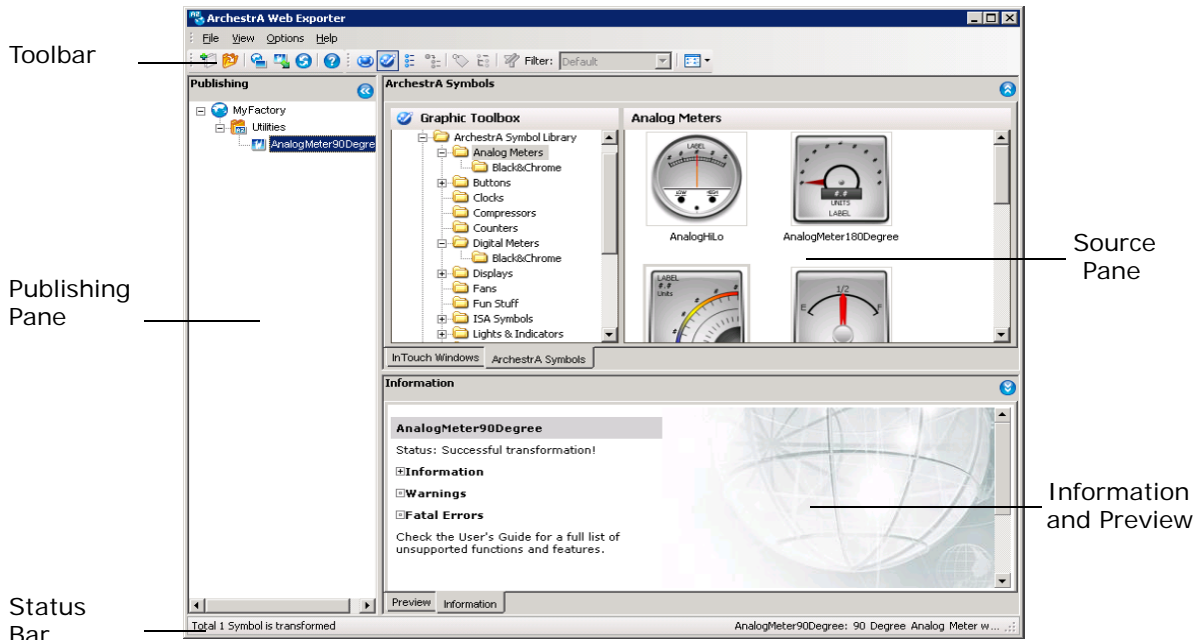 ArchestrA Web Exporter
File View Options Help
Toolbar
Filter: Default
Publishing
MyFactory
Utilities
AnalogMeter90Degre
ArchestrA Symbols
Graphic Toolbox
ArchestrA Symbol Library
Analog Meters
Black&Chrome
Buttons
Clocks
Compressors
Counters
Digital Meters
Black&Chrome
Displays
Fans
Fun Stuff
ISA Symbols
Lights & Indicators
Analog Meters
LABEL
LOW HIGH
AnalogHiLo
#.#
UNITS
LABEL
AnalogMeter180Degree
LABEL
#.#
Units
E 1/2 F
InTouch Windows ArchestrA Symbols
Source
Pane
Publishing
Pane
Information
AnalogMeter90Degree
Status: Successful transformation!
Information
Warnings
Fatal Errors
Check the User's Guide for a full list of
unsupported functions and features.
Information
and Preview
Preview Information
Status
Bar
Total 1 Symbol is transformed
AnalogMeter90Degree: 90 Degree Analog Meter w...